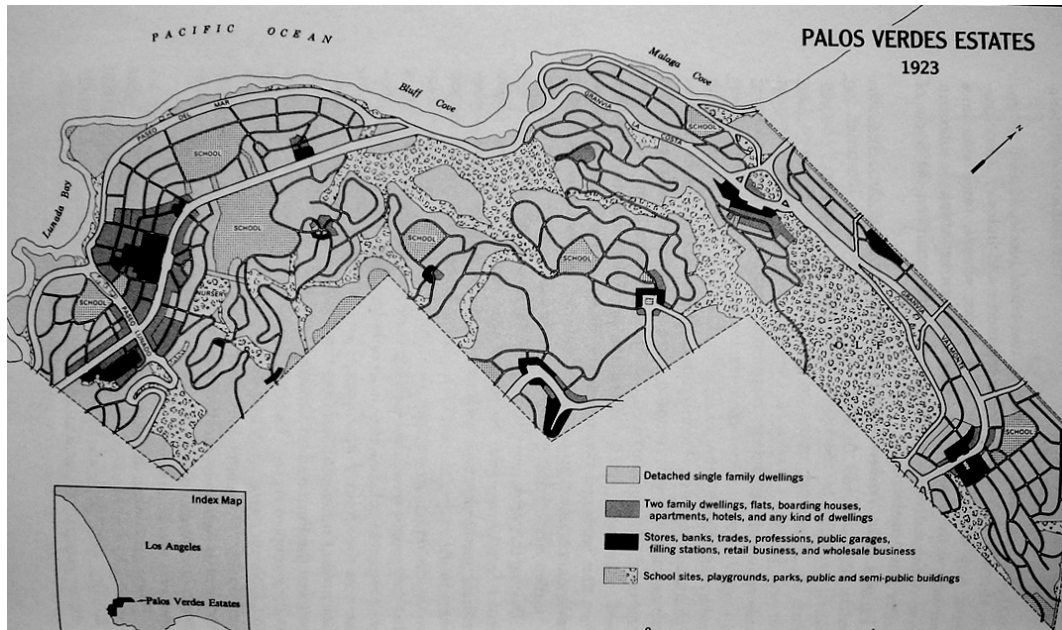 PACIFIC OCEAN
PALOS VERDES ESTATES
1923
Malaga Cove
Bluff Cove
N
PASEO DEL MAR
GRANVIA LA COSTA
SCHOOL
SCHOOL
Lunada Bay
SCHOOL
SCHOOL
SCHOOL
NURSERY
SCHOOL
GRANVIA
VALMONTE
SCHOOL
Detached single family dwellings
Two family dwellings, flats, boarding houses,
apartments, hotels, and any kind of dwellings
Stores, banks, trades, professions, public garages,
filling stations, retail business, and wholesale business
School sites, playgrounds, parks, public and semi-public buildings
Index Map
Los Angeles
Palos Verdes Estates